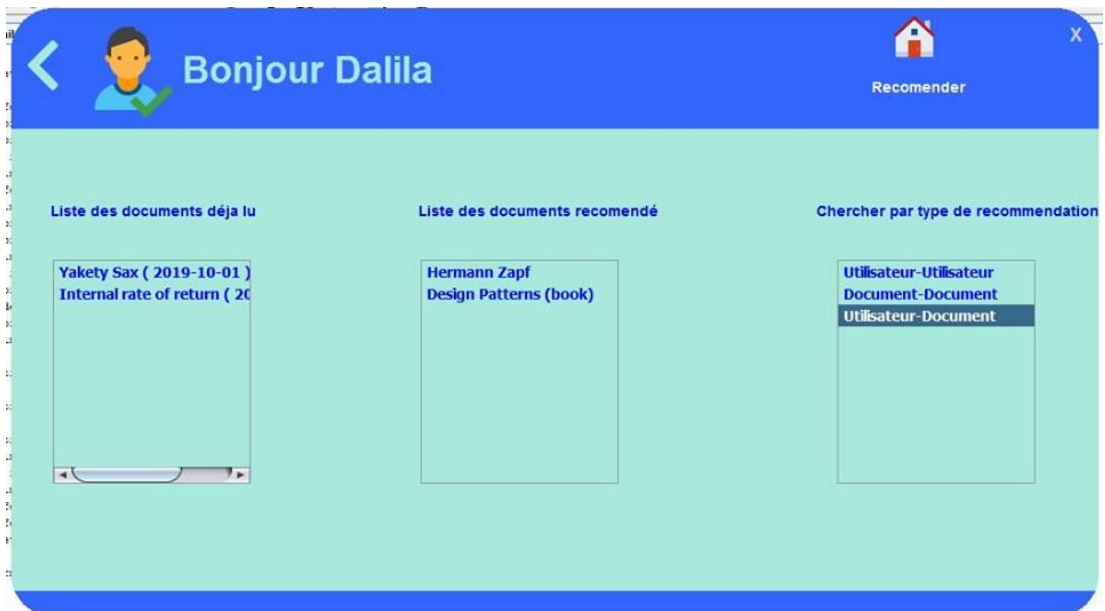 Bonjour Dalila
X
Recomender
Liste des documents déja lu
Liste des documents recomendé
Chercher par type de recommendation
Yakety Sax ( 2019-10-01 )
Internal rate of return ( 20
Hermann Zapf
Design Patterns (book)
Utilisateur-Utilisateur
Document-Document
Utilisateur-Document